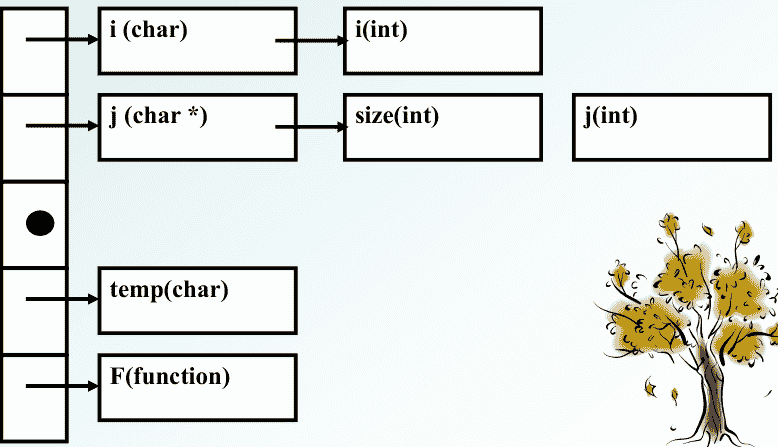 i (char)
i(int)
j (char *)
size(int)
j(int)
temp(char)
F(function)